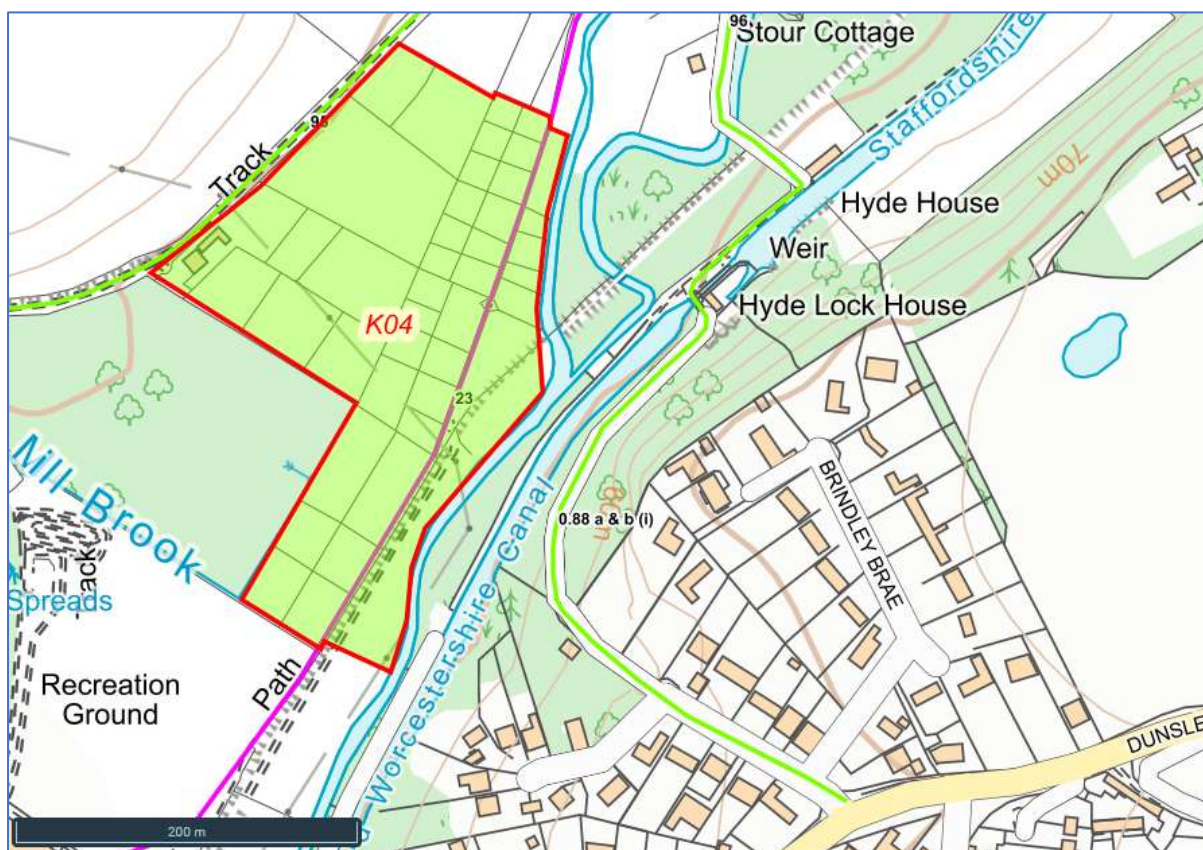 96
Stour Cottage
Staffordshire
95
Track
70m
Hyde House
Weir
K04
Hyde Lock House
23
Mill Brook
60m
0.88 a & b (i)
BRINDLEY BRAE
Spreads
Worcestershire Canal
Recreation
Ground
Path
DUNSLE
200 m